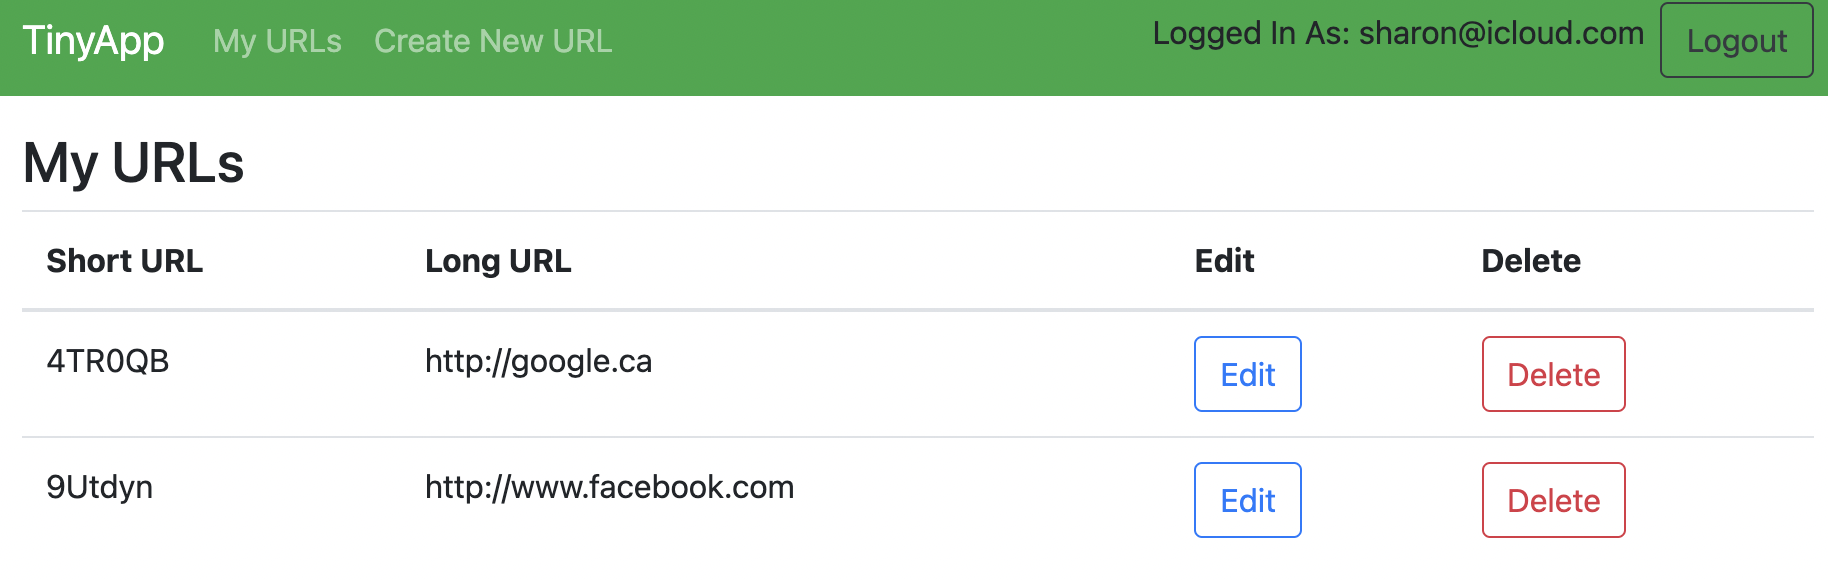 TinyApp My URLs Create New URL Logged In As: sharon@icloud.com Logout
My URLs
Short URL Long URL Edit Delete
4TR0QB http://google.ca Edit Delete
9Utdyn http://www.facebook.com Edit Delete